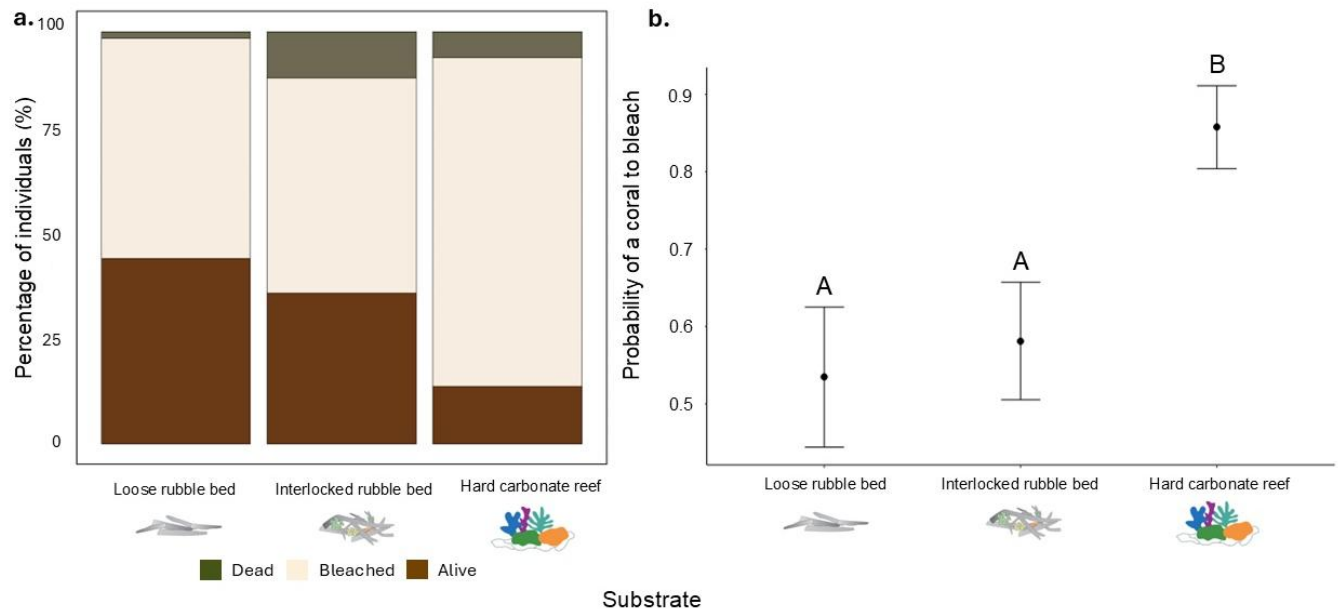 a.
Percentage of individuals (%)
100
75
50
25
0
Loose rubble bed
Interlocked rubble bed
Hard carbonate reef
Dead
Bleached
Alive
b.
Probability of a coral to bleach
0.9
0.8
0.7
0.6
0.5
A
A
B
Loose rubble bed
Interlocked rubble bed
Hard carbonate reef
Substrate